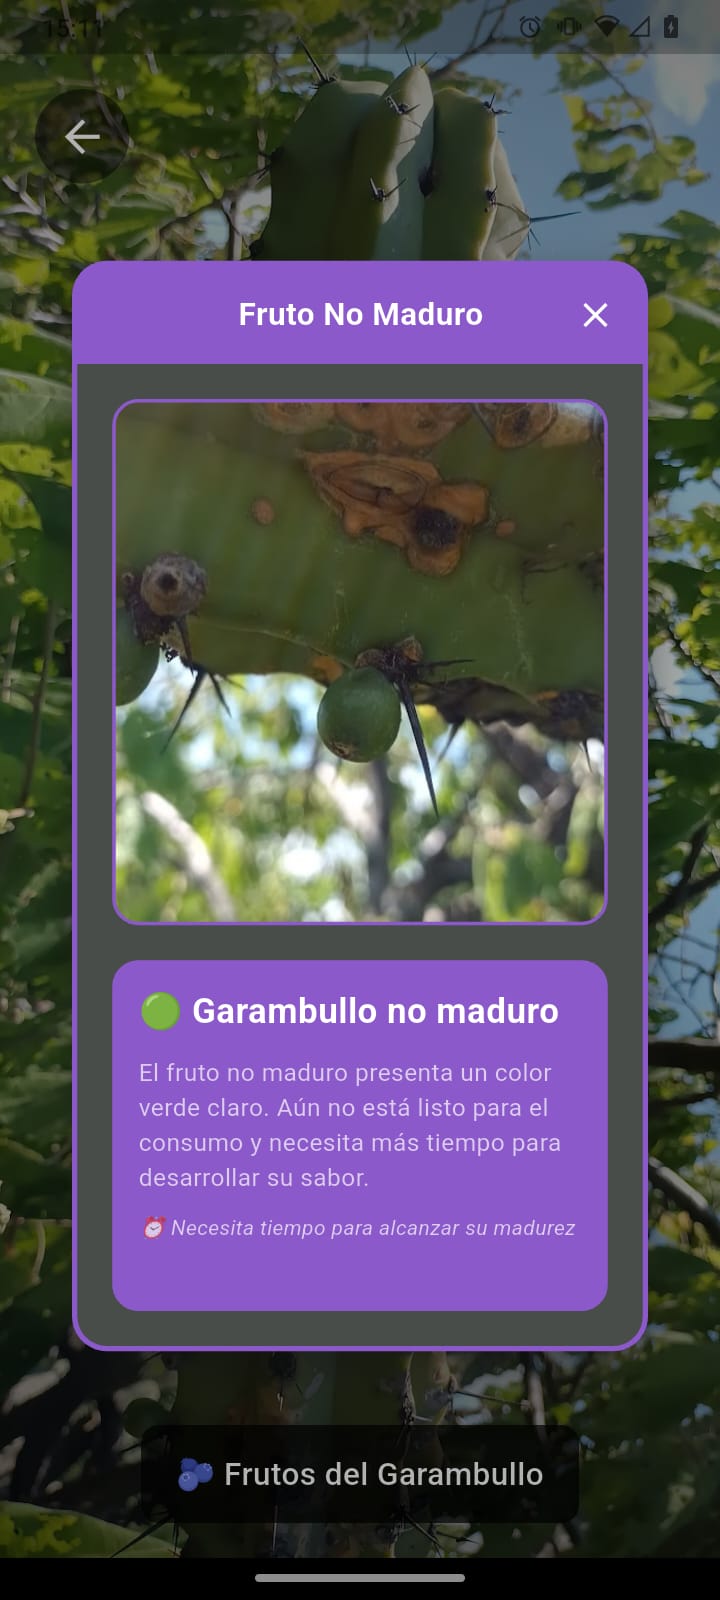 15:11
Fruto No Maduro
🟢 Garambullo no maduro
El fruto no maduro presenta un color
verde claro. Aún no está listo para el
consumo y necesita más tiempo para
desarrollar su sabor.
⏰ Necesita tiempo para alcanzar su madurez
🫐 Frutos del Garambullo